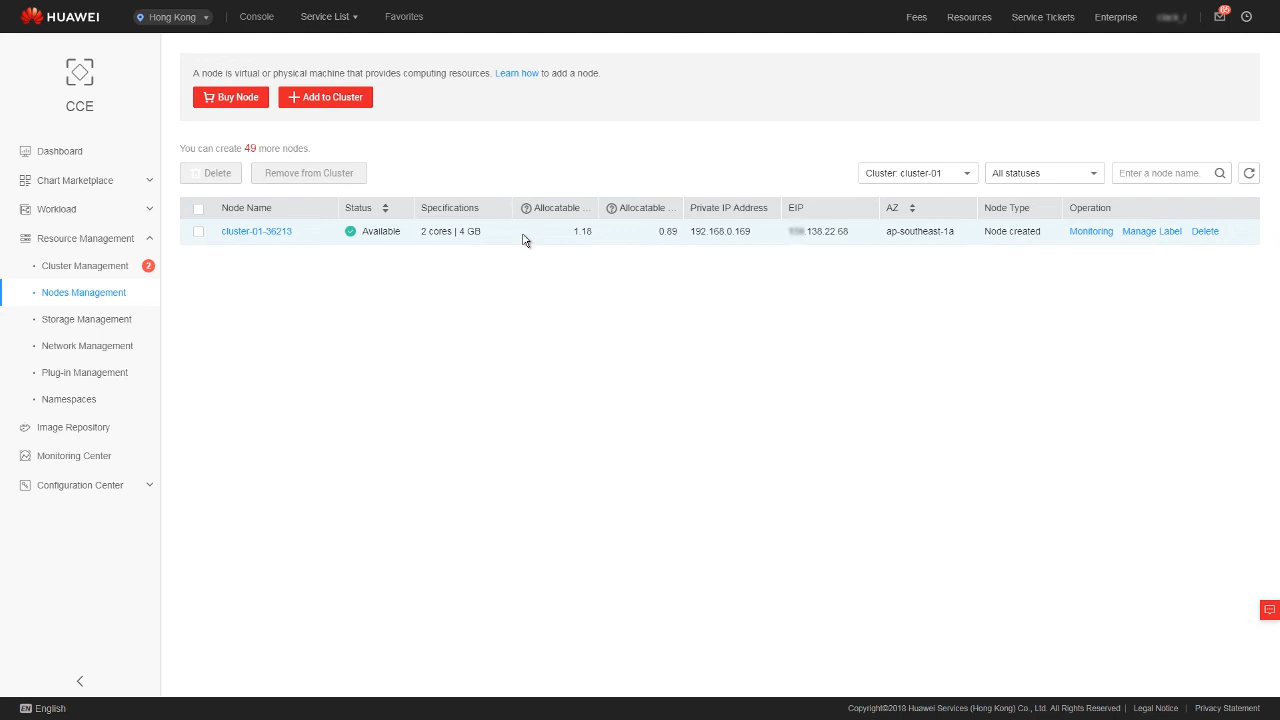 HUAWEI Hong Kong Console Service List Favorites Fees Resources Service Tickets Enterprise 65
CCE
Dashboard
Chart Marketplace
Workload
Resource Management
Cluster Management 2
Nodes Management
Storage Management
Network Management
Plug-in Management
Namespaces
Image Repository
Monitoring Center
Configuration Center
A node is virtual or physical machine that provides computing resources. Learn how to add a node.
Buy Node Add to Cluster
You can create 49 more nodes.
Delete Remove from Cluster Cluster: cluster-01 All statuses Enter a node name.
Node Name Status Specifications Allocatable ... Allocatable ... Private IP Address EIP AZ Node Type Operation
cluster-01-36213 Available 2 cores | 4 GB 1.18 0.89 192.168.0.169 138.22.68 ap-southeast-1a Node created Monitoring Manage Label Delete
EN English Copyright©2018 Huawei Services (Hong Kong) Co., Ltd. All Rights Reserved | Legal Notice | Privacy Statement